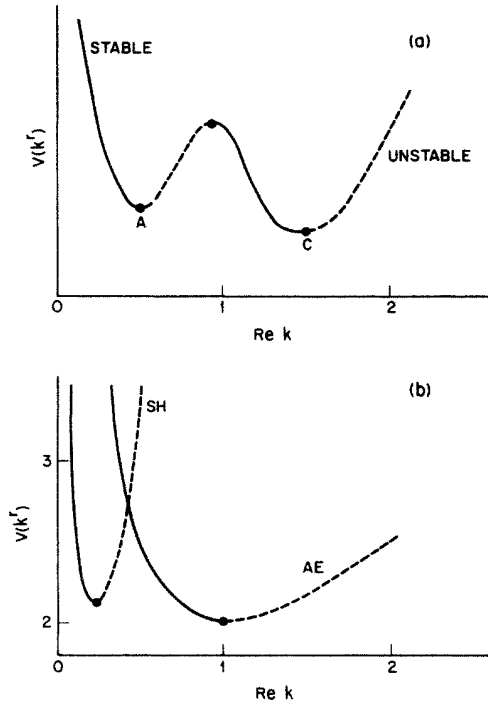 (a)
STABLE
V(k^r)
UNSTABLE
A
C
0
1
2
Re k
(b)
SH
3
V(k^r)
AE
2
0
1
2
Re k